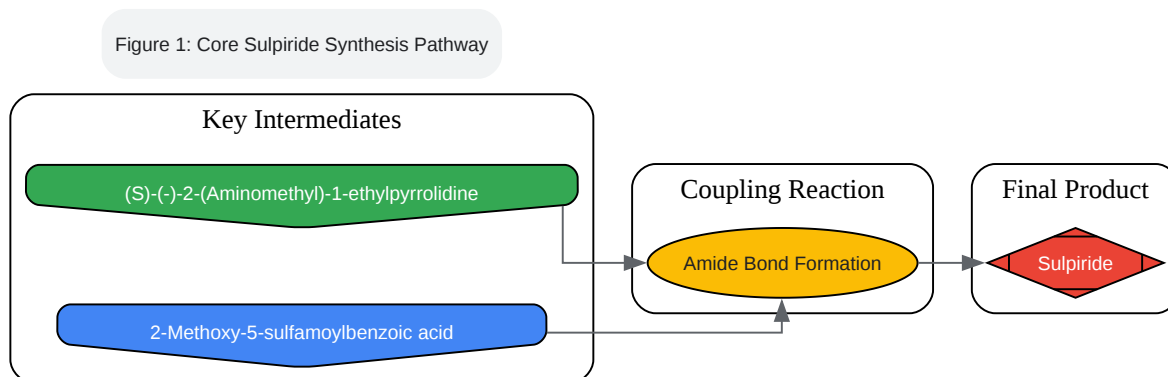 Figure 1: Core Sulpiride Synthesis Pathway
Key Intermediates
(S)-(-)-2-(Aminomethyl)-1-ethylpyrrolidine
2-Methoxy-5-sulfamoylbenzoic acid
Coupling Reaction
Amide Bond Formation
Final Product
Sulpiride